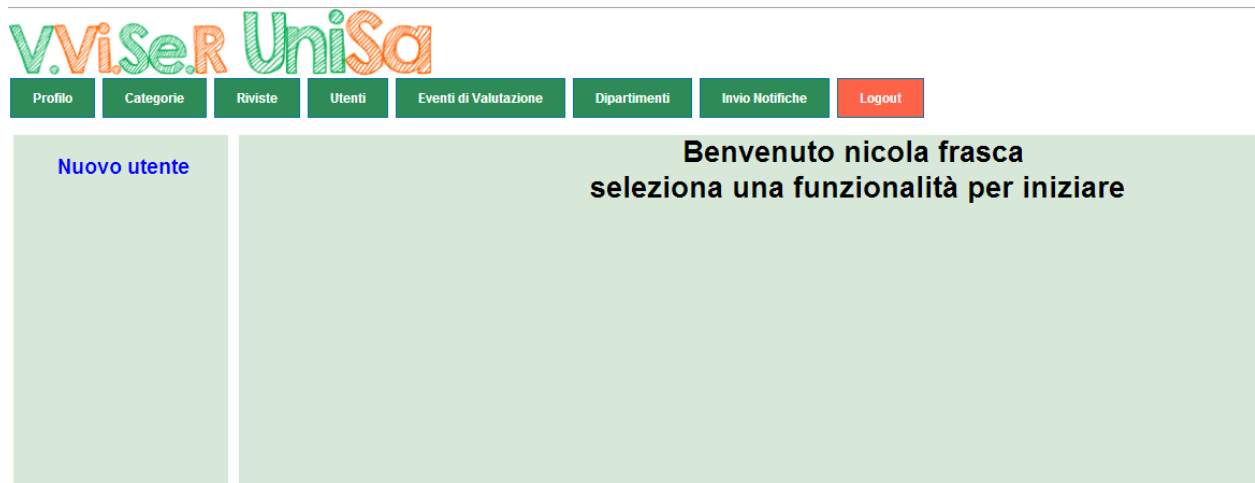 V.Vi.Se.R UniSa
Profilo Categorie Riviste Utenti Eventi di Valutazione Dipartimenti Invio Notifiche Logout
Nuovo utente
Benvenuto nicola frasca
seleziona una funzionalità per iniziare